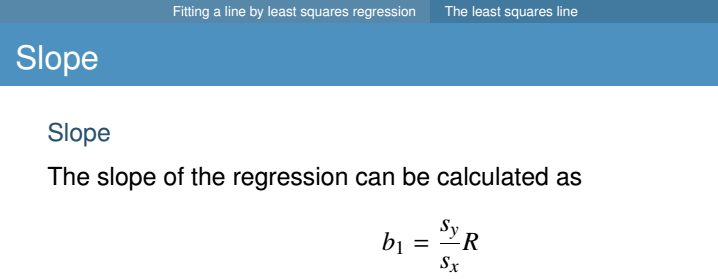 Fitting a line by least squares regression The least squares line
Slope
Slope
The slope of the regression can be calculated as
b₁ = \frac{s_y}{s_x} R